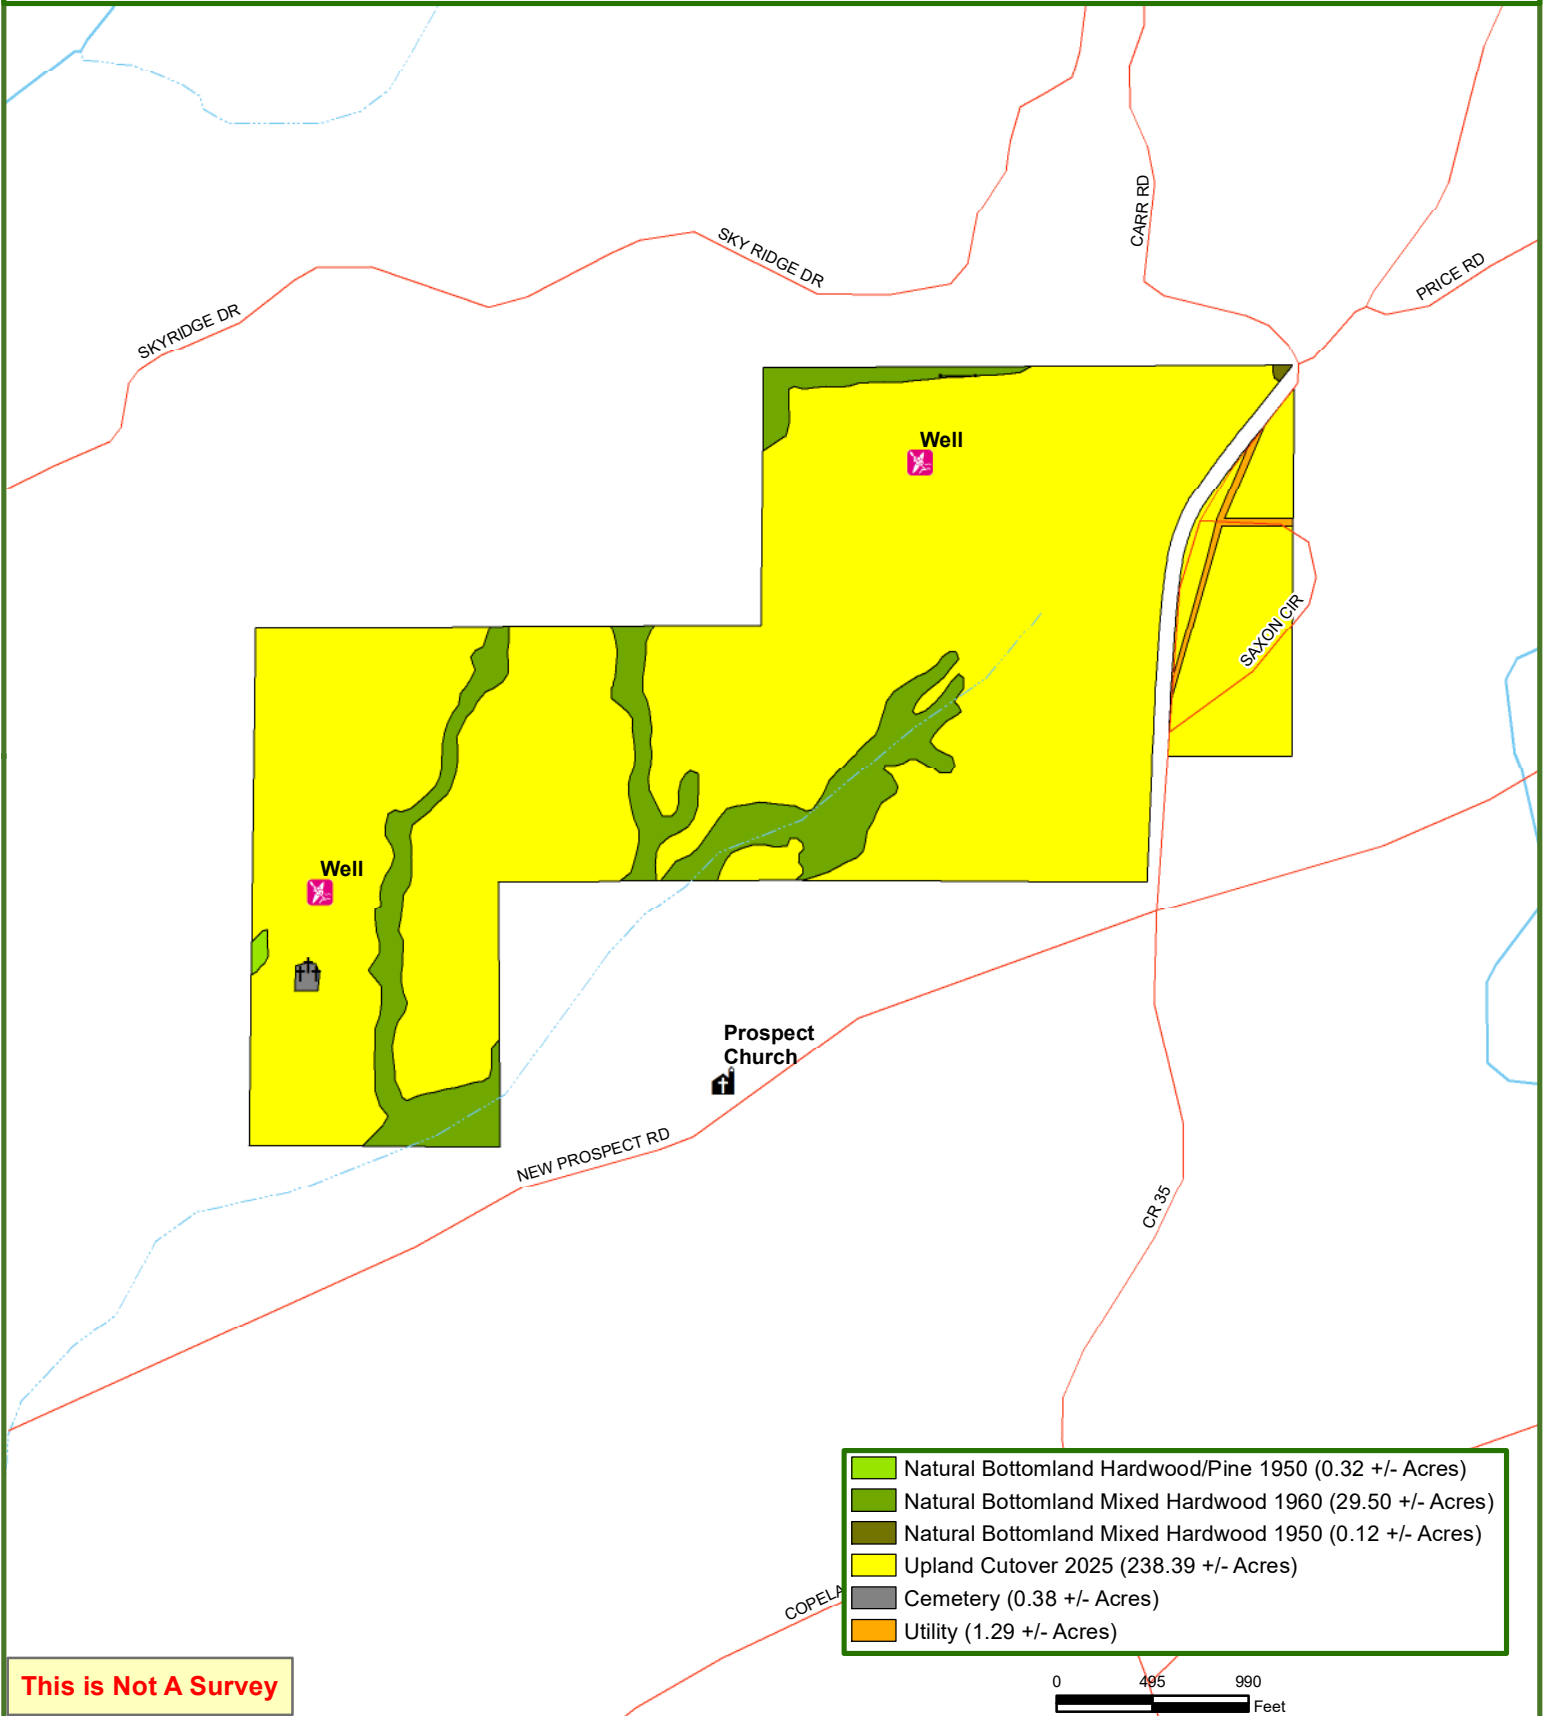 CARR RD
SKY RIDGE DR
PRICE RD
SKYRIDGE DR
Well
SAXON CIR
Well
Prospect
Church
NEW PROSPECT RD
CR 35
Natural Bottomland Hardwood/Pine 1950 (0.32 +/- Acres)
Natural Bottomland Mixed Hardwood 1960 (29.50 +/- Acres)
Natural Bottomland Mixed Hardwood 1950 (0.12 +/- Acres)
Upland Cutover 2025 (238.39 +/- Acres)
COPELA
Cemetery (0.38 +/- Acres)
Utility (1.29 +/- Acres)
This is Not A Survey
0 495 990
Feet